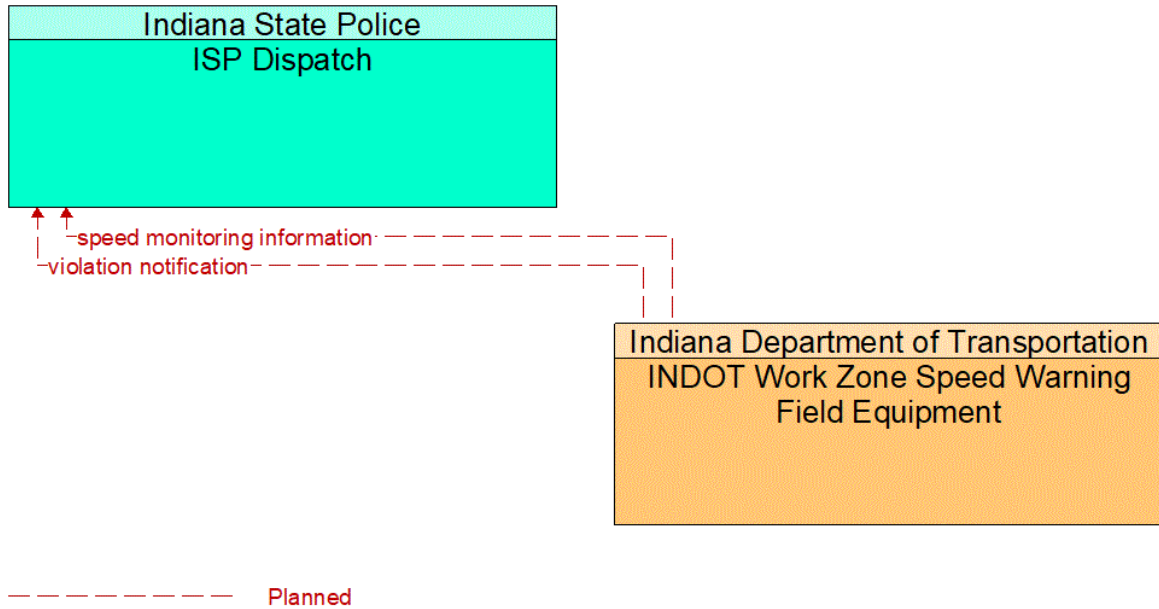 Indiana State Police
ISP Dispatch
speed monitoring information
violation notification
Indiana Department of Transportation
INDOT Work Zone Speed Warning
Field Equipment
Planned